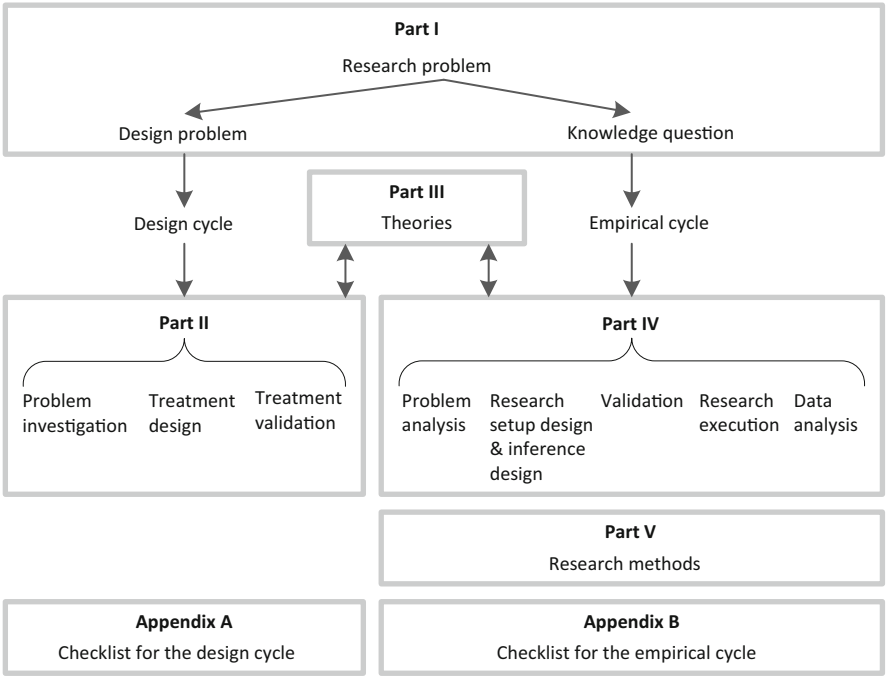 Part I
Research problem
Design problem
Knowledge question
Part III
Theories
Design cycle
Empirical cycle
Part II
Problem
investigation
Treatment
design
Treatment
validation
Part IV
Problem
analysis
Research
setup design
& inference
design
Validation
Research
execution
Data
analysis
Part V
Research methods
Appendix A
Checklist for the design cycle
Appendix B
Checklist for the empirical cycle